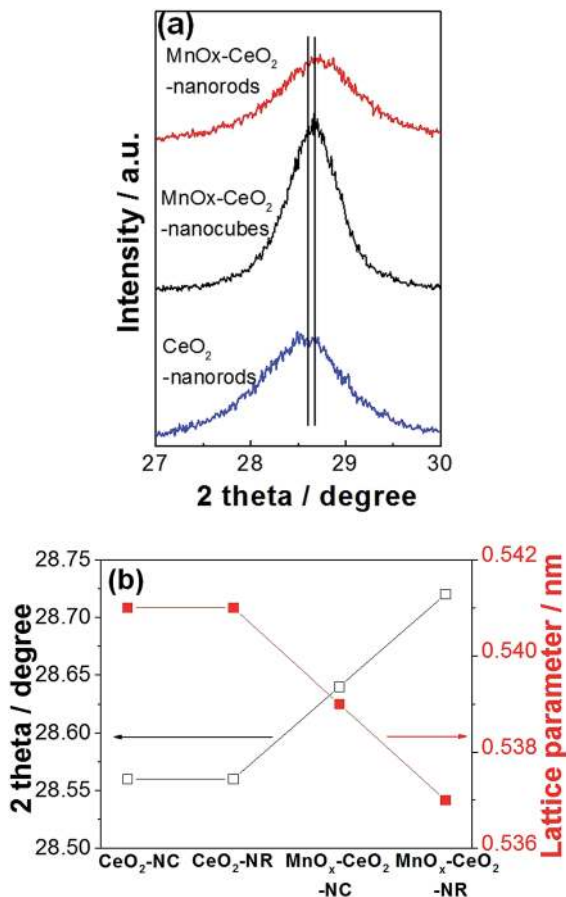 (a)
MnOx-CeO₂
-nanorods
MnOx-CeO₂
-nanocubes
CeO₂
-nanorods
Intensity / a.u.
27 28 29 30
2 theta / degree
(b)
28.75
28.70
28.65
28.60
28.55
28.50
2 theta / degree
0.542
0.540
0.538
0.536
Lattice parameter / nm
CeO₂-NC CeO₂-NR MnOₓ-CeO₂ MnOₓ-CeO₂
-NC -NR